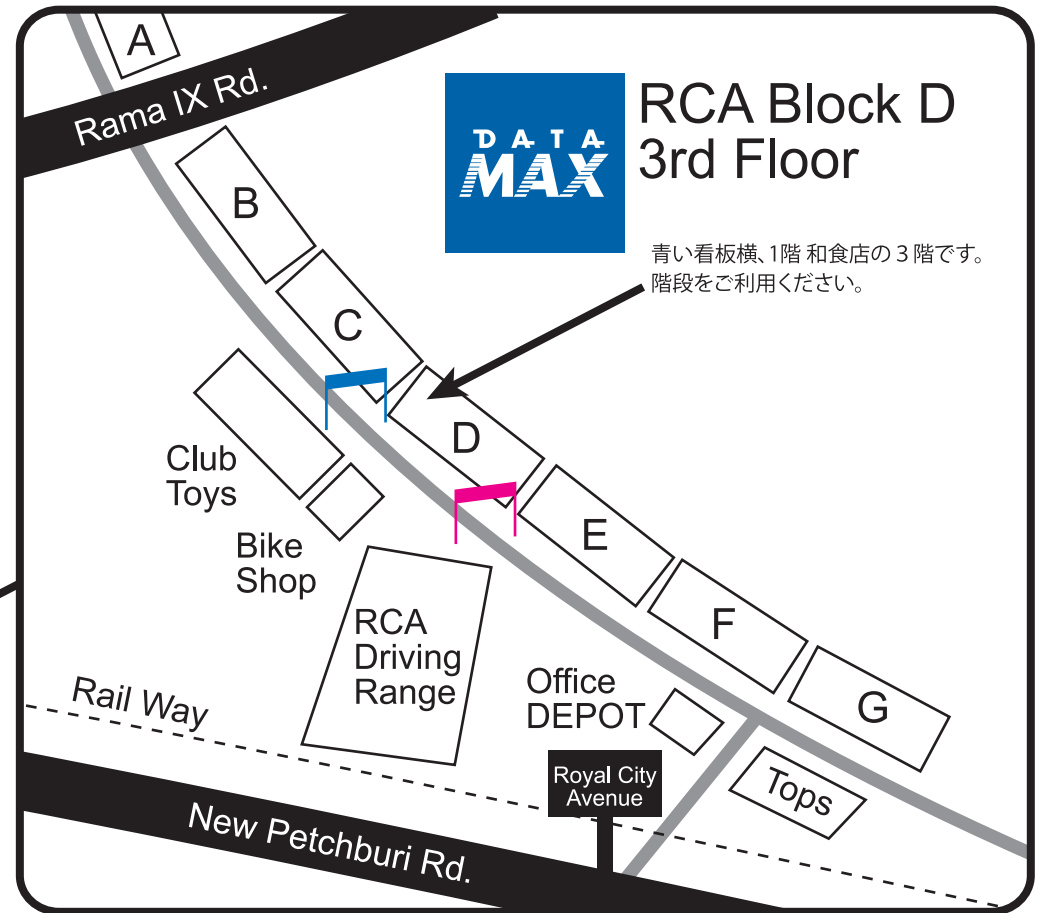 A
Rama IX Rd.
DATA
MAX
RCA Block D
3rd Floor
青い看板横、1階 和食店の 3 階です。
階段をご利用ください。
B
C
D
E
F
G
Club
Toys
Bike
Shop
RCA
Driving
Range
Office
DEPOT
Rail Way
Royal City
Avenue
Tops
New Petchburi Rd.